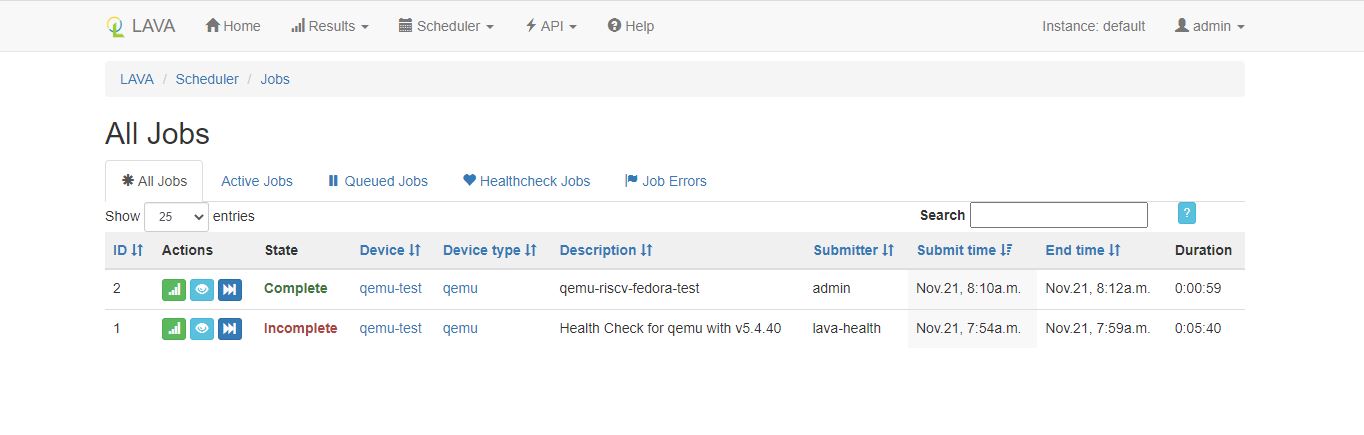 LAVA Home Results Scheduler API Help Instance: default admin
LAVA / Scheduler / Jobs
All Jobs
All Jobs Active Jobs Queued Jobs Healthcheck Jobs Job Errors
Show 25 entries Search ?
ID Actions State Device Device type Description Submitter Submit time End time Duration
2 Complete qemu-test qemu qemu-riscv-fedora-test admin Nov.21, 8:10a.m. Nov.21, 8:12a.m. 0:00:59
1 Incomplete qemu-test qemu Health Check for qemu with v5.4.40 lava-health Nov.21, 7:54a.m. Nov.21, 7:59a.m. 0:05:40